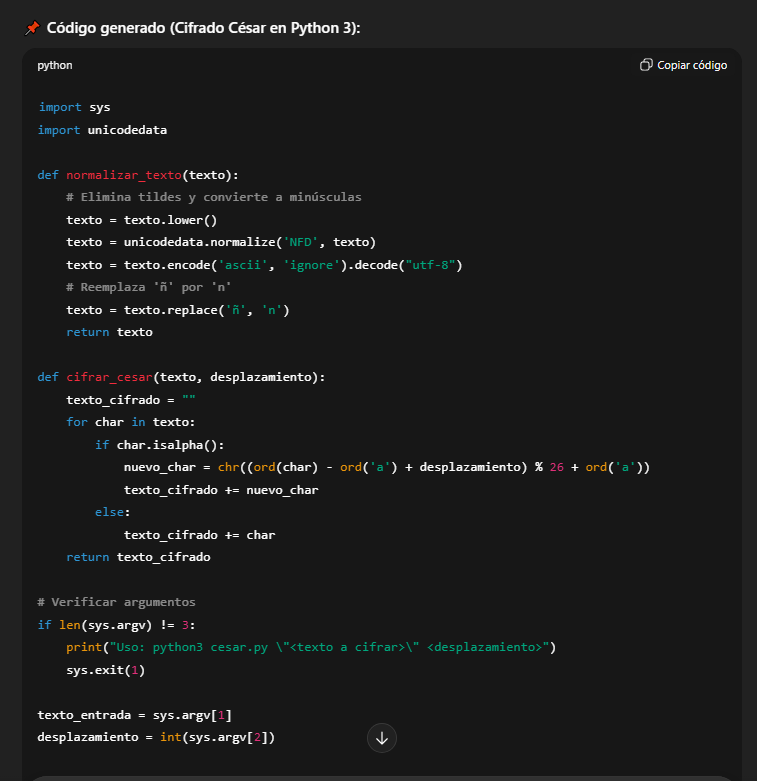 📌 Código generado (Cifrado César en Python 3):
python
Copiar código
import sys
import unicodedata

def normalizar_texto(texto):
    # Elimina tildes y convierte a minúsculas
    texto = texto.lower()
    texto = unicodedata.normalize('NFD', texto)
    texto = texto.encode('ascii', 'ignore').decode("utf-8")
    # Reemplaza 'ñ' por 'n'
    texto = texto.replace('ñ', 'n')
    return texto

def cifrar_cesar(texto, desplazamiento):
    texto_cifrado = ""
    for char in texto:
        if char.isalpha():
            nuevo_char = chr((ord(char) - ord('a') + desplazamiento) % 26 + ord('a'))
            texto_cifrado += nuevo_char
        else:
            texto_cifrado += char
    return texto_cifrado

# Verificar argumentos
if len(sys.argv) != 3:
    print("Uso: python3 cesar.py \"<texto a cifrar>\" <desplazamiento>")
    sys.exit(1)

texto_entrada = sys.argv[1]
desplazamiento = int(sys.argv[2])